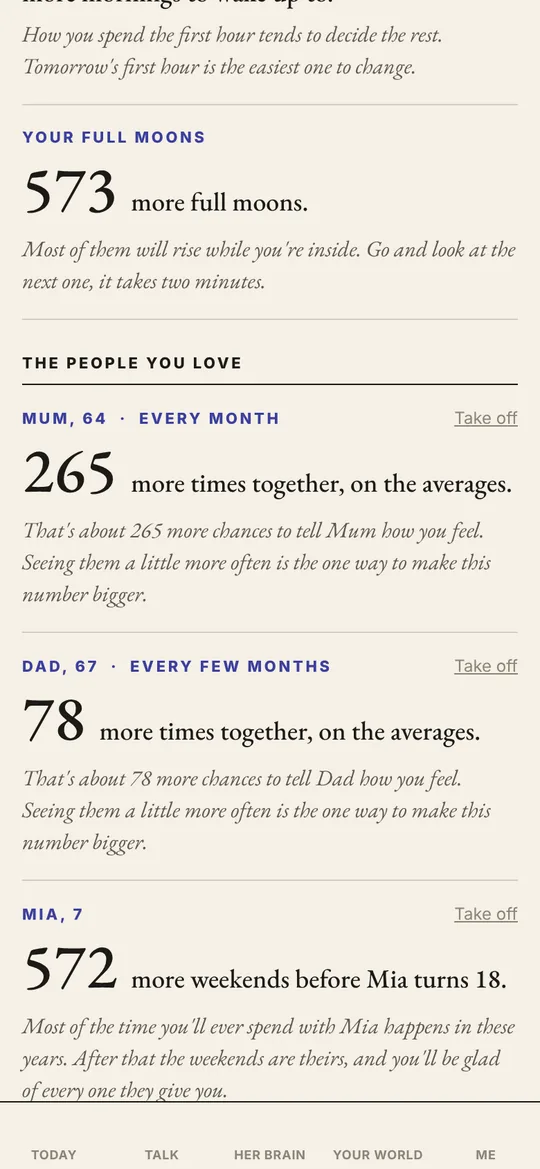 How you spend the first hour tends to decide the rest.
Tomorrow's first hour is the easiest one to change.
YOUR FULL MOONS
573 more full moons.
Most of them will rise while you're inside. Go and look at the
next one, it takes two minutes.
THE PEOPLE YOU LOVE
MUM, 64 · EVERY MONTH Take off
265 more times together, on the averages.
That's about 265 more chances to tell Mum how you feel.
Seeing them a little more often is the one way to make this
number bigger.
DAD, 67 · EVERY FEW MONTHS Take off
78 more times together, on the averages.
That's about 78 more chances to tell Dad how you feel.
Seeing them a little more often is the one way to make this
number bigger.
MIA, 7 Take off
572 more weekends before Mia turns 18.
Most of the time you'll ever spend with Mia happens in these
years. After that the weekends are theirs, and you'll be glad
of every one they give you.
TODAY TALK HER BRAIN YOUR WORLD ME